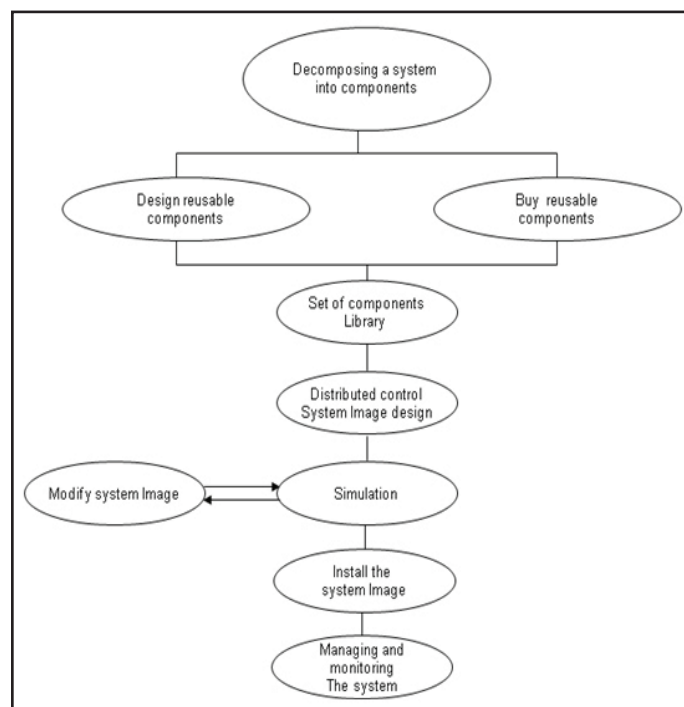 Decomposing a system
into components
Design reusable
components
Buy reusable
components
Set of components
Library
Distributed control
System Image design
Modify system Image
Simulation
Install the
system Image
Managing and
monitoring
The system